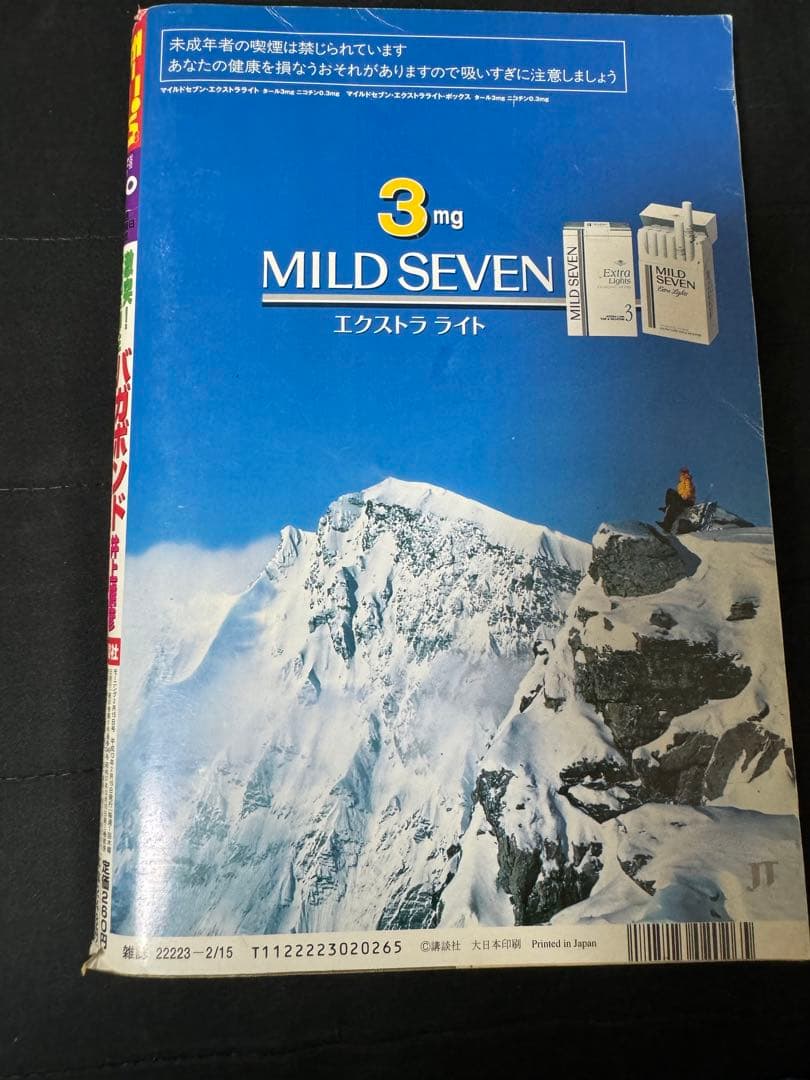 未成年者の喫煙は禁じられています
あなたの健康を損なうおそれがありますので吸いすぎに注意しましょう
マイルドセブン・エクストラライト タール3mg ニコチン0.3mg マイルドセブン・エクストラライト・ボックス タール3mg ニコチン0.3mg
3mg
MILD SEVEN
エクストラ ライト
MILD SEVEN
Extra
Lights
3
MILD
SEVEN
Extra Lights
激突!
バガボンド
井上雄彦
JT
定価260円
雑誌 22223-2/15 T1122223020265 ©講談社 大日本印刷 Printed in Japan